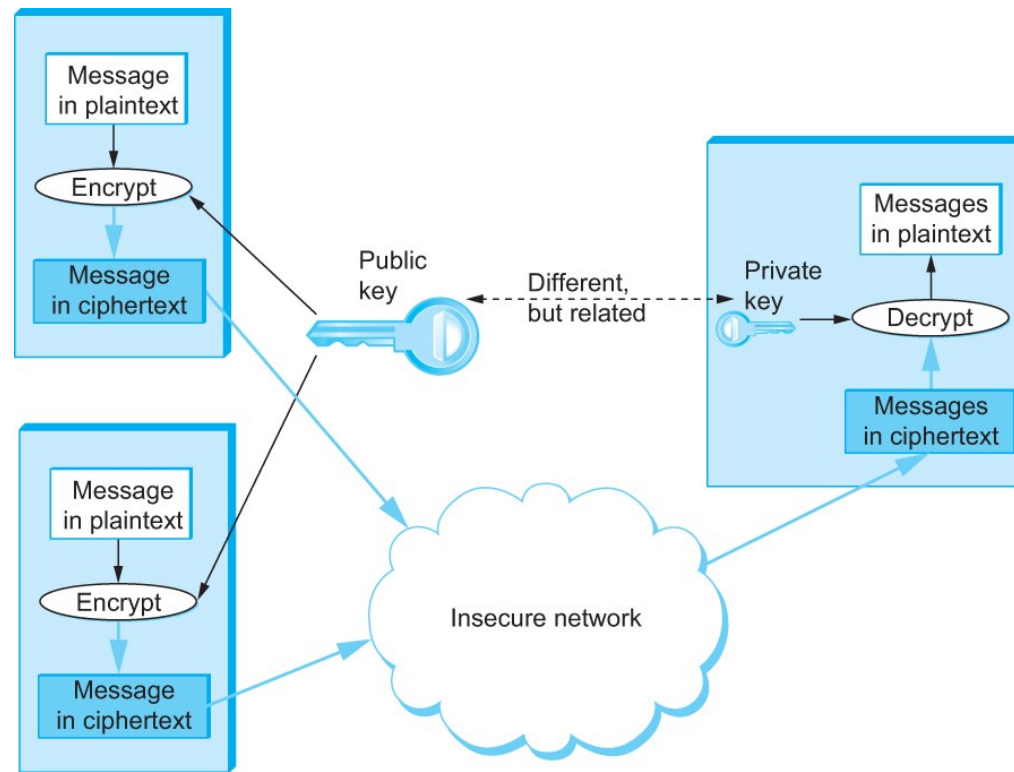 Message
in plaintext
Encrypt
Message
in ciphertext
Public
key
Different,
but related
Private
key
Messages
in plaintext
Decrypt
Messages
in ciphertext
Message
in plaintext
Encrypt
Message
in ciphertext
Insecure network